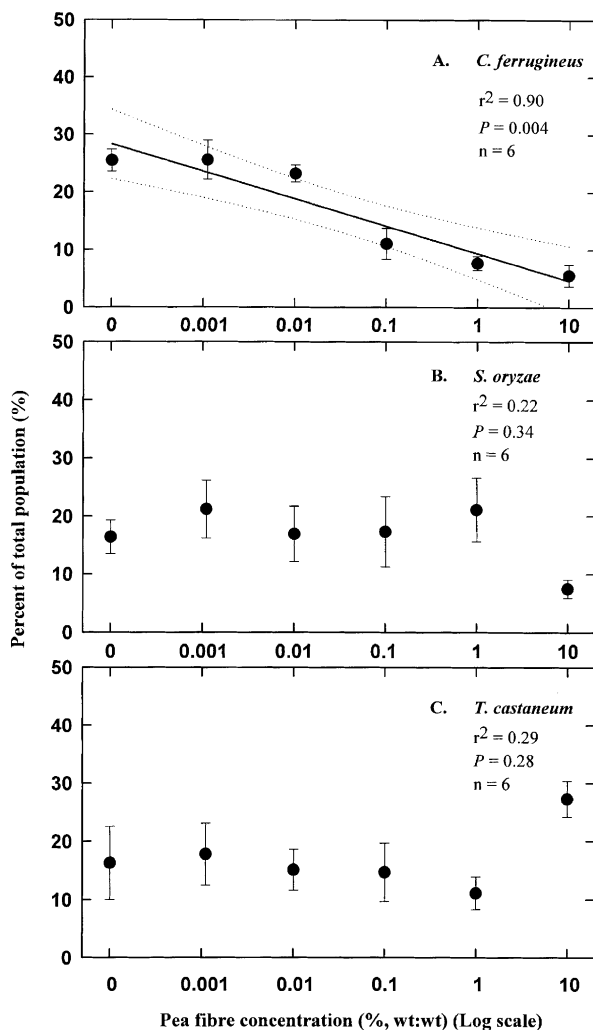 50
40
30
20
10
0
A. C. ferrugineus
r2 = 0.90
P = 0.004
n = 6
0 0.001 0.01 0.1 1 10
50
40
30
20
10
0
B. S. oryzae
r2 = 0.22
P = 0.34
n = 6
0 0.001 0.01 0.1 1 10
50
40
30
20
10
0
C. T. castaneum
r2 = 0.29
P = 0.28
n = 6
0 0.001 0.01 0.1 1 10
Percent of total population (%)
Pea fibre concentration (%, wt:wt) (Log scale)